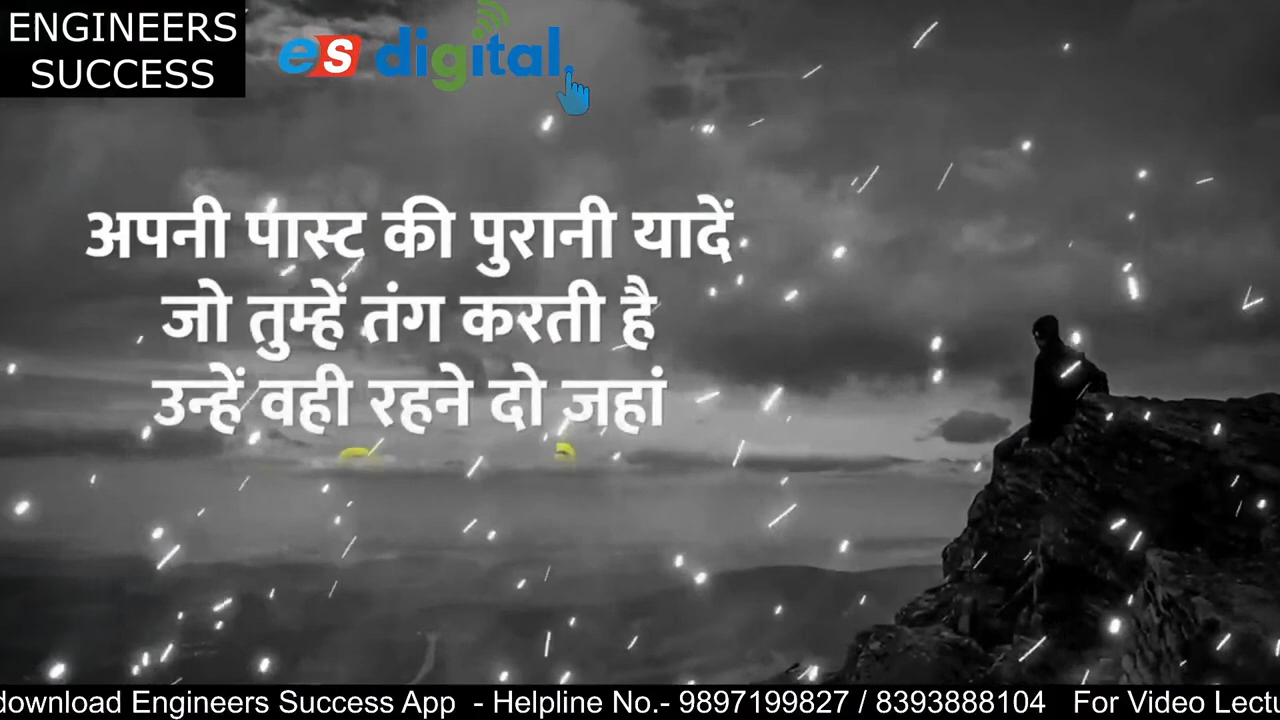 ENGINEERS
SUCCESS
es digital
अपनी पास्ट की पुरानी यादें
जो तुम्हें तंग करती है
उन्हें वही रहने दो जहां
download Engineers Success App - Helpline No.- 9897199827 / 8393888104 For Video Lectu